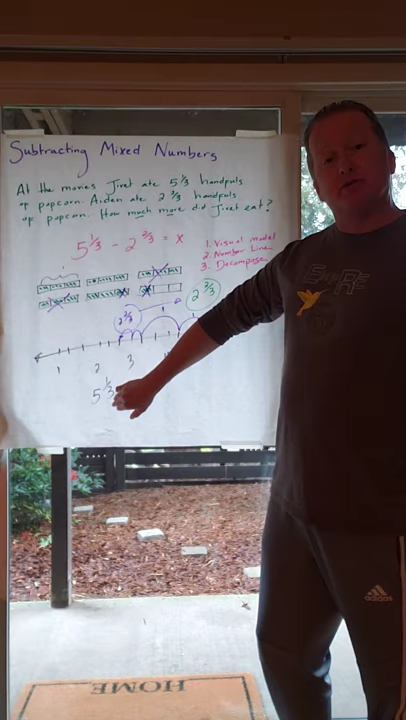 Subtracting Mixed Numbers
At the movies Jiret ate 5 1/3 handfuls
of popcorn. Aiden ate 2 2/3 handfuls
of popcorn. How much more did Jiret eat?
5 1/3 - 2 2/3 = x
1. Visual model
2. Number Line
3. Decompose
2 2/3
2 2/3
1 2 3
5 1/3
adidas
HOME